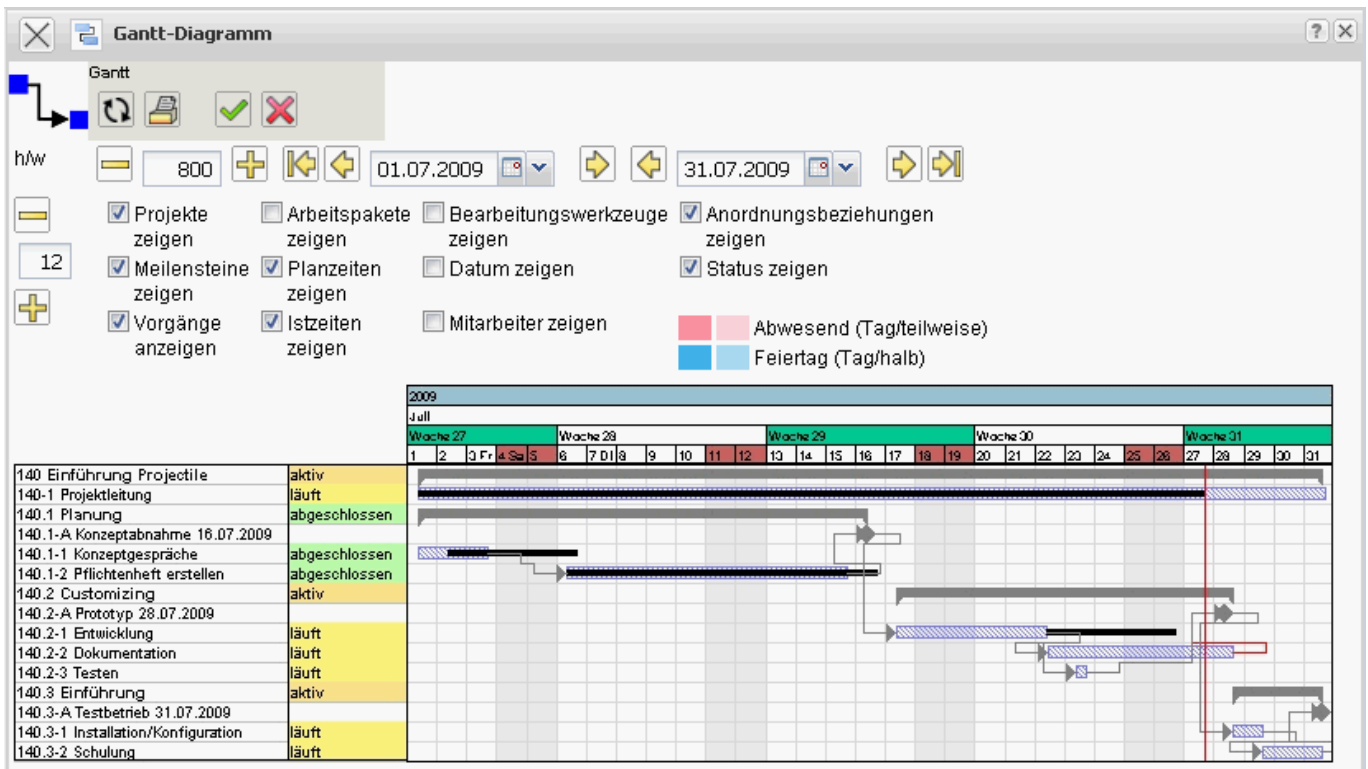 Gantt-Diagramm
Gantt
h/w
800
01.07.2009
31.07.2009
Projekte zeigen
Arbeitspakete zeigen
Bearbeitungswerkzeuge zeigen
Anordnungsbeziehungen zeigen
12
Meilensteine zeigen
Planzeiten zeigen
Datum zeigen
Status zeigen
Vorgänge anzeigen
Istzeiten zeigen
Mitarbeiter zeigen
Abwesend (Tag/teilweise)
Feiertag (Tag/halb)
2009
Juli
Woche 27 Woche 28 Woche 29 Woche 30 Woche 31
1 2 3 Fr 4 Sa 5 6 7 Di 8 9 10 11 12 13 14 15 16 17 18 19 20 21 22 23 24 25 26 27 28 29 30 31
140 Einführung Projectile aktiv
140-1 Projektleitung läuft
140.1 Planung abgeschlossen
140.1-A Konzeptabnahme 16.07.2009
140.1-1 Konzeptgespräche abgeschlossen
140.1-2 Pflichtenheft erstellen abgeschlossen
140.2 Customizing aktiv
140.2-A Prototyp 28.07.2009
140.2-1 Entwicklung läuft
140.2-2 Dokumentation läuft
140.2-3 Testen läuft
140.3 Einführung aktiv
140.3-A Testbetrieb 31.07.2009
140.3-1 Installation/Konfiguration läuft
140.3-2 Schulung läuft